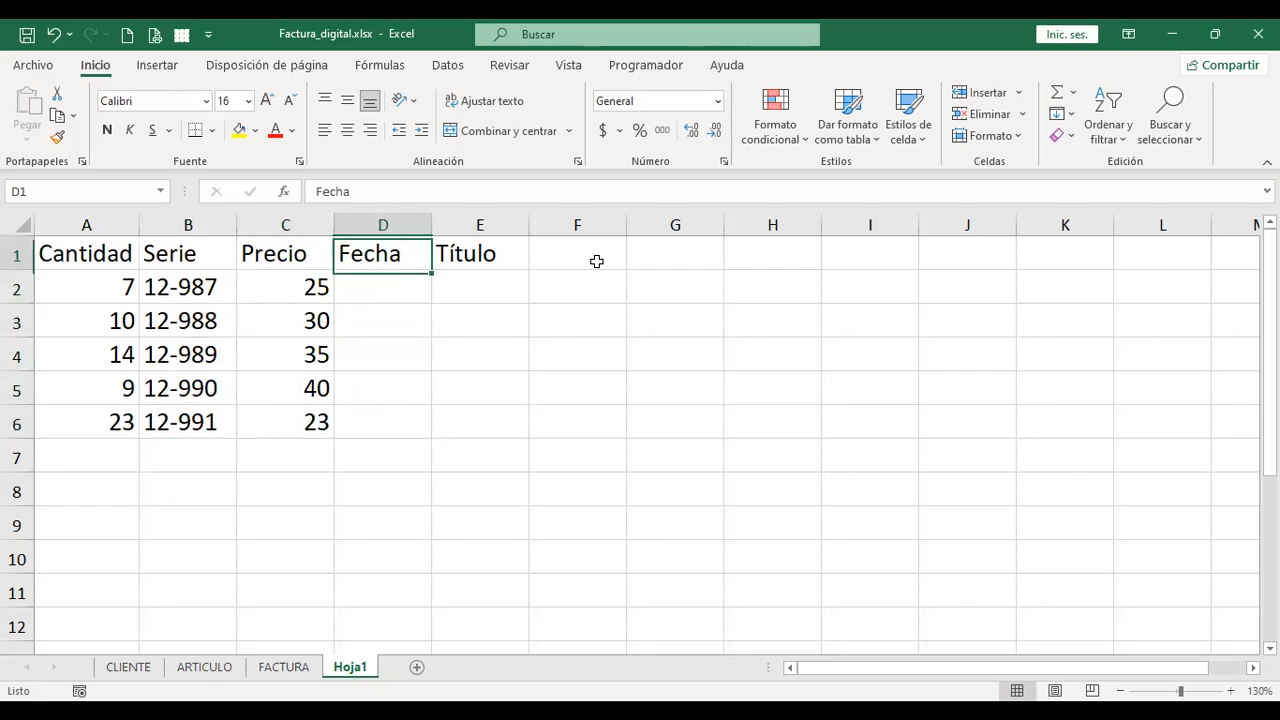 Factura_digital.xlsx - Excel
Buscar
Inic. ses.
Archivo Inicio Insertar Disposición de página Fórmulas Datos Revisar Vista Programador Ayuda Compartir
Pegar
Portapapeles
Calibri 16
N K S
Fuente
Ajustar texto
Combinar y centrar
Alineación
General
$ % 000
Número
Formato condicional
Dar formato como tabla
Estilos de celda
Estilos
Insertar
Eliminar
Formato
Celdas
Ordenar y filtrar
Buscar y seleccionar
Edición
D1 fx Fecha
A B C D E F G H I J K L M
1 Cantidad Serie Precio Fecha Título
2 7 12-987 25
3 10 12-988 30
4 14 12-989 35
5 9 12-990 40
6 23 12-991 23
7
8
9
10
11
12
CLIENTE ARTICULO FACTURA Hoja1
Listo 130%